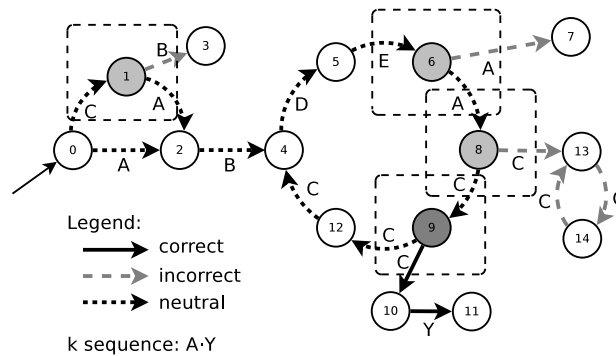 6
7
E
A
5
1
B
3
C
A
D
A
0
A
2
B
4
8
C
13
C
C
C
C
12
C
9
C
14
10
Y
11
Legend:
correct
incorrect
neutral
k sequence: A·Y